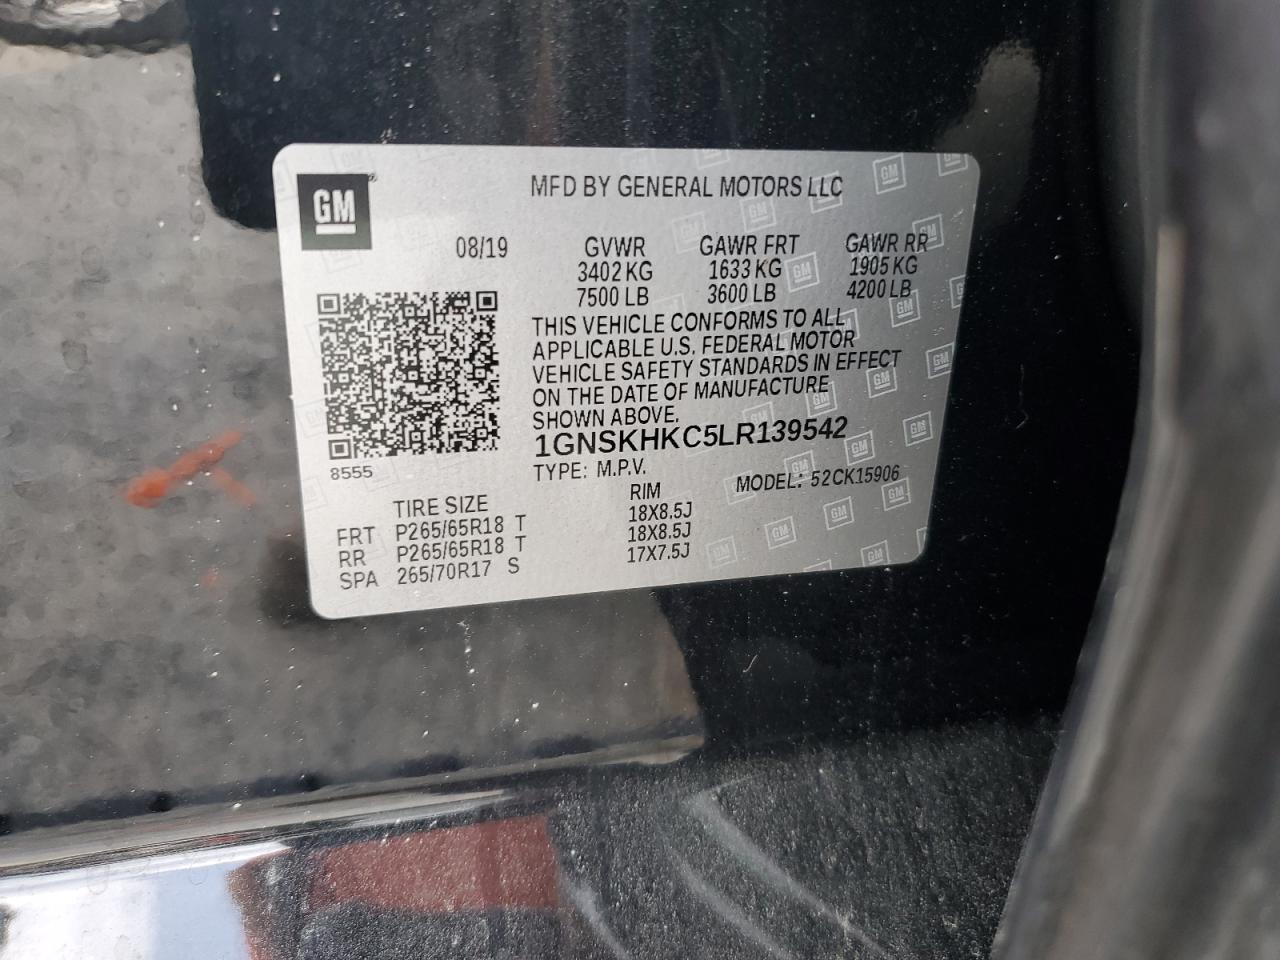 GM
MFD BY GENERAL MOTORS LLC
08/19 GVWR GAWR FRT GAWR RR
3402 KG 1633 KG 1905 KG
7500 LB 3600 LB 4200 LB
THIS VEHICLE CONFORMS TO ALL
APPLICABLE U.S. FEDERAL MOTOR
VEHICLE SAFETY STANDARDS IN EFFECT
ON THE DATE OF MANUFACTURE
SHOWN ABOVE.
1GNSKHKC5LR139542
8555
TYPE: M.P.V. MODEL: 52CK15906
TIRE SIZE RIM
FRT P265/65R18 T 18X8.5J
RR P265/65R18 T 18X8.5J
SPA 265/70R17 S 17X7.5J